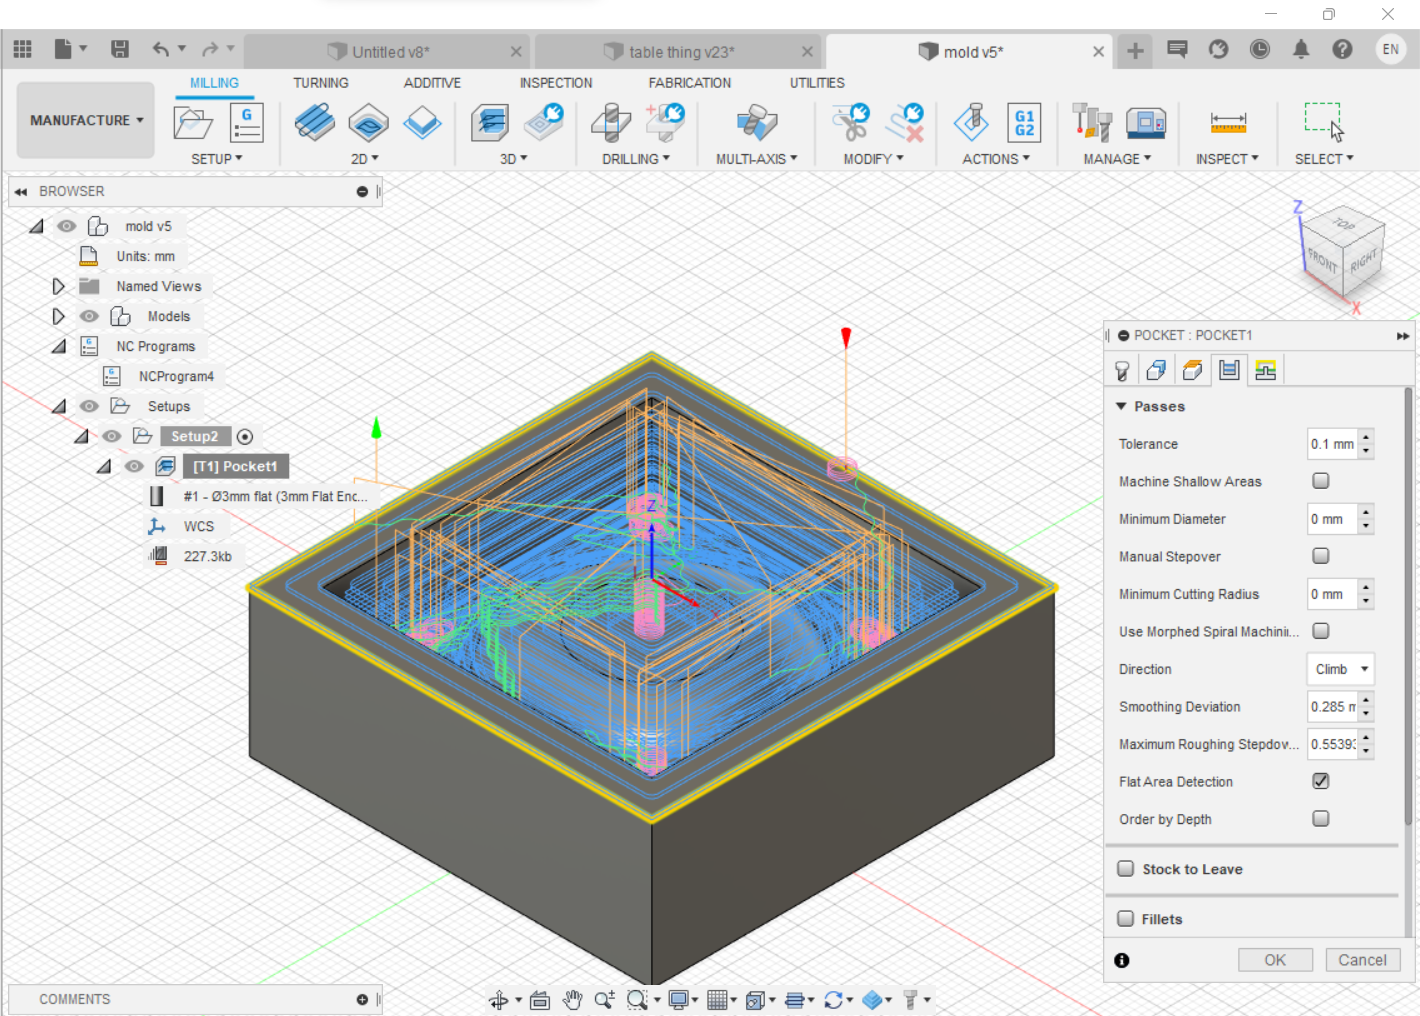 Untitled v8*
table thing v23*
mold v5*
EN
MANUFACTURE
MILLING
TURNING
ADDITIVE
INSPECTION
FABRICATION
UTILITIES
G
G1
G2
SETUP
2D
3D
DRILLING
MULTI-AXIS
MODIFY
ACTIONS
MANAGE
INSPECT
SELECT
BROWSER
mold v5
Units: mm
Named Views
Models
NC Programs
NCProgram4
Setups
Setup2
[T1] Pocket1
#1 - Ø3mm flat (3mm Flat Enc...
WCS
227.3kb
Z
TOP
FRONT
RIGHT
X
Z
POCKET : POCKET1
Passes
Tolerance 0.1 mm
Machine Shallow Areas
Minimum Diameter 0 mm
Manual Stepover
Minimum Cutting Radius 0 mm
Use Morphed Spiral Machinii...
Direction Climb
Smoothing Deviation 0.285 m
Maximum Roughing Stepdov... 0.5539
Flat Area Detection
Order by Depth
Stock to Leave
Fillets
OK Cancel
COMMENTS